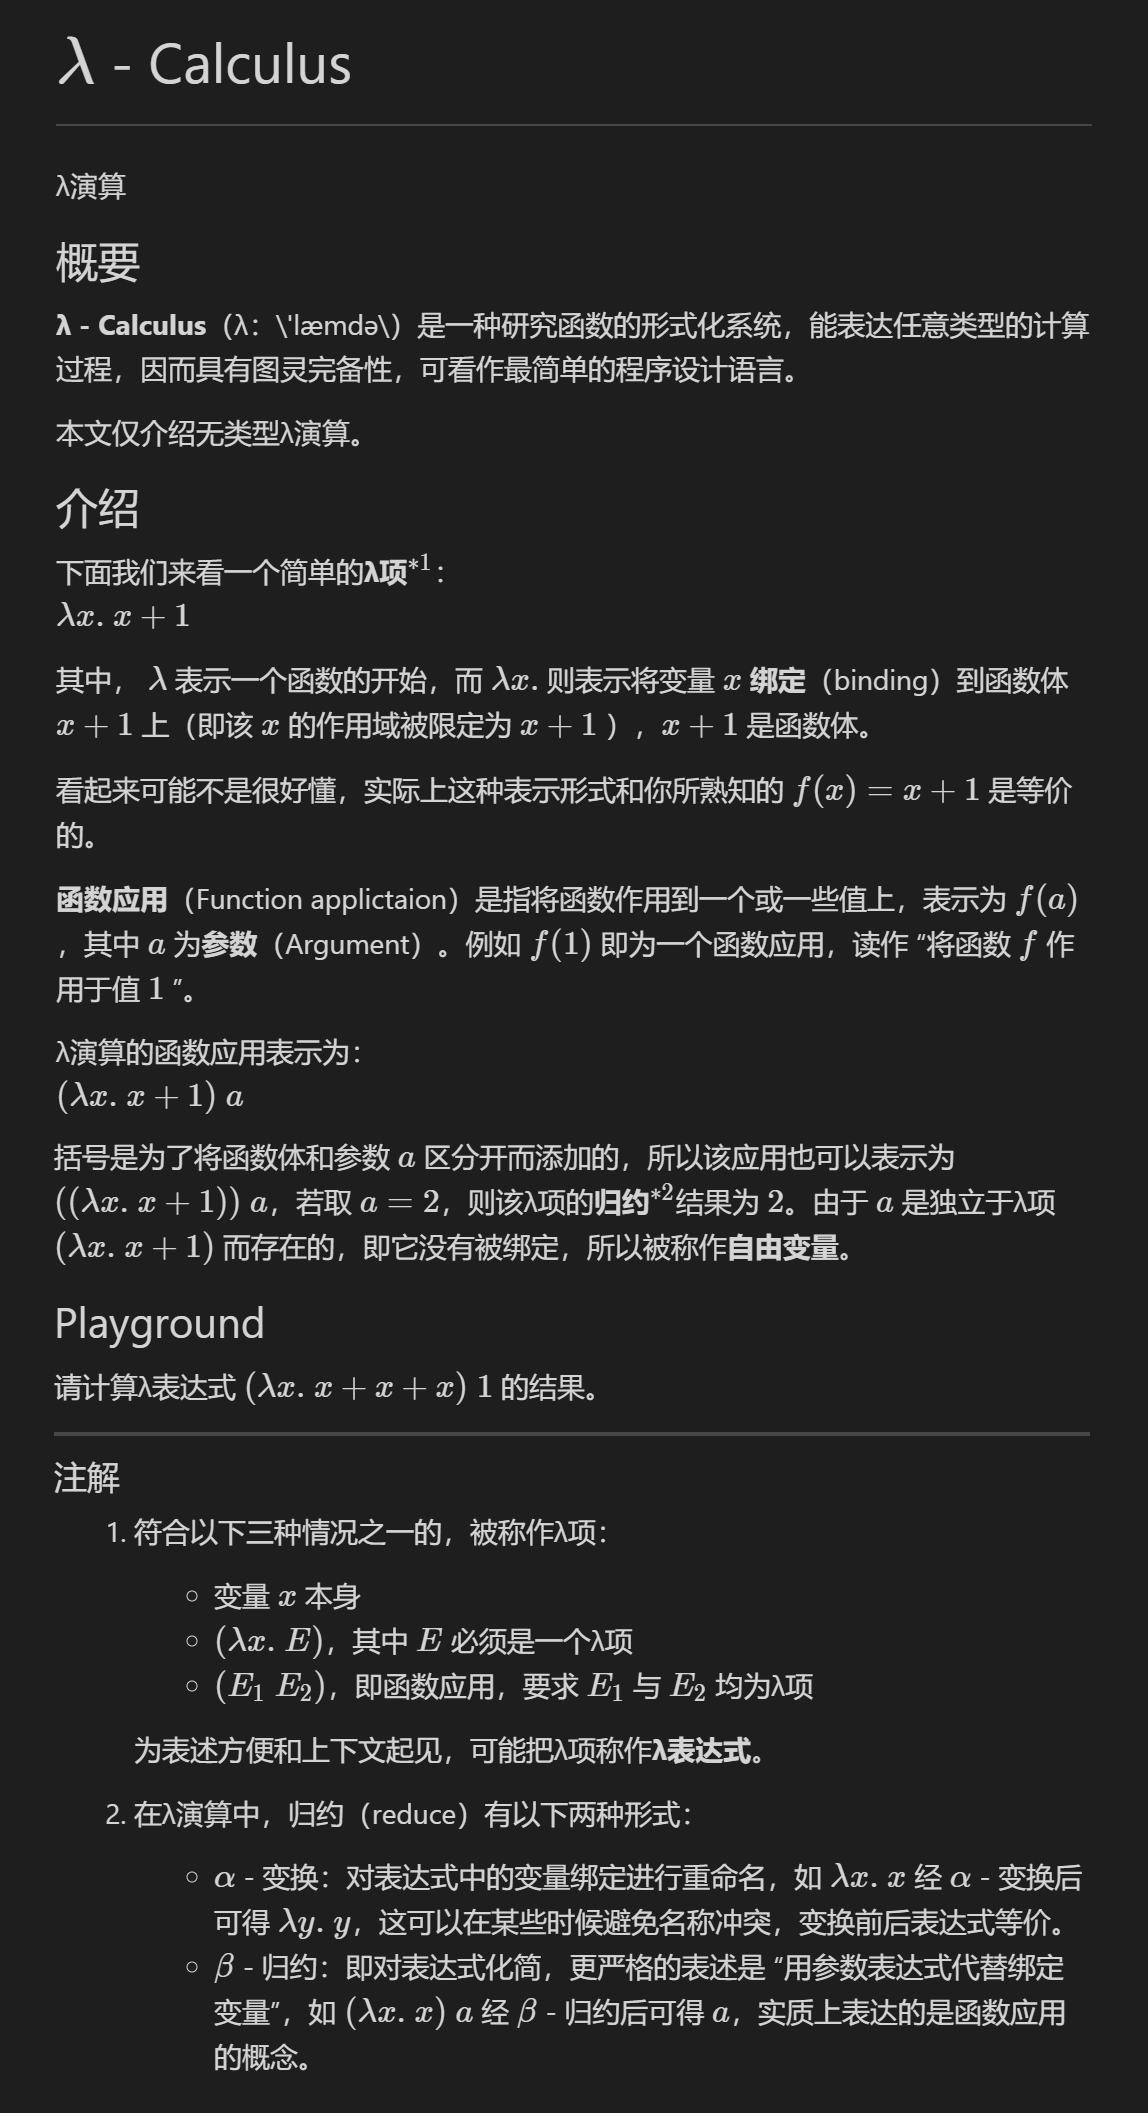 λ - Calculus
λ演算
概要
λ - Calculus（λ：\'læmdə\）是一种研究函数的形式化系统，能表达任意类型的计算
过程，因而具有图灵完备性，可看作最简单的程序设计语言。
本文仅介绍无类型λ演算。
介绍
下面我们来看一个简单的λ项*1：
λx. x + 1
其中， λ 表示一个函数的开始，而 λx. 则表示将变量 x 绑定（binding）到函数体
x + 1 上（即该 x 的作用域被限定为 x + 1 ），x + 1 是函数体。
看起来可能不是很好懂，实际上这种表示形式和你所熟知的 f(x) = x + 1 是等价
的。
函数应用（Function applictaion）是指将函数作用到一个或一些值上，表示为 f(a)
，其中 a 为参数（Argument）。例如 f(1) 即为一个函数应用，读作 “将函数 f 作
用于值 1 ”。
λ演算的函数应用表示为：
(λx. x + 1) a
括号是为了将函数体和参数 a 区分开而添加的，所以该应用也可以表示为
((λx. x + 1)) a，若取 a = 2，则该λ项的归约*2结果为 2。由于 a 是独立于λ项
(λx. x + 1) 而存在的，即它没有被绑定，所以被称作自由变量。
Playground
请计算λ表达式 (λx. x + x + x) 1 的结果。
注解
1. 符合以下三种情况之一的，被称作λ项：
○ 变量 x 本身
○ (λx. E)，其中 E 必须是一个λ项
○ (E₁ E₂)，即函数应用，要求 E₁ 与 E₂ 均为λ项
为表述方便和上下文起见，可能把λ项称作λ表达式。
2. 在λ演算中，归约（reduce）有以下两种形式：
○ α - 变换：对表达式中的变量绑定进行重命名，如 λx. x 经 α - 变换后
可得 λy. y，这可以在某些时候避免名称冲突，变换前后表达式等价。
○ β - 归约：即对表达式化简，更严格的表述是 “用参数表达式代替绑定
变量”，如 (λx. x) a 经 β - 归约后可得 a，实质上表达的是函数应用
的概念。